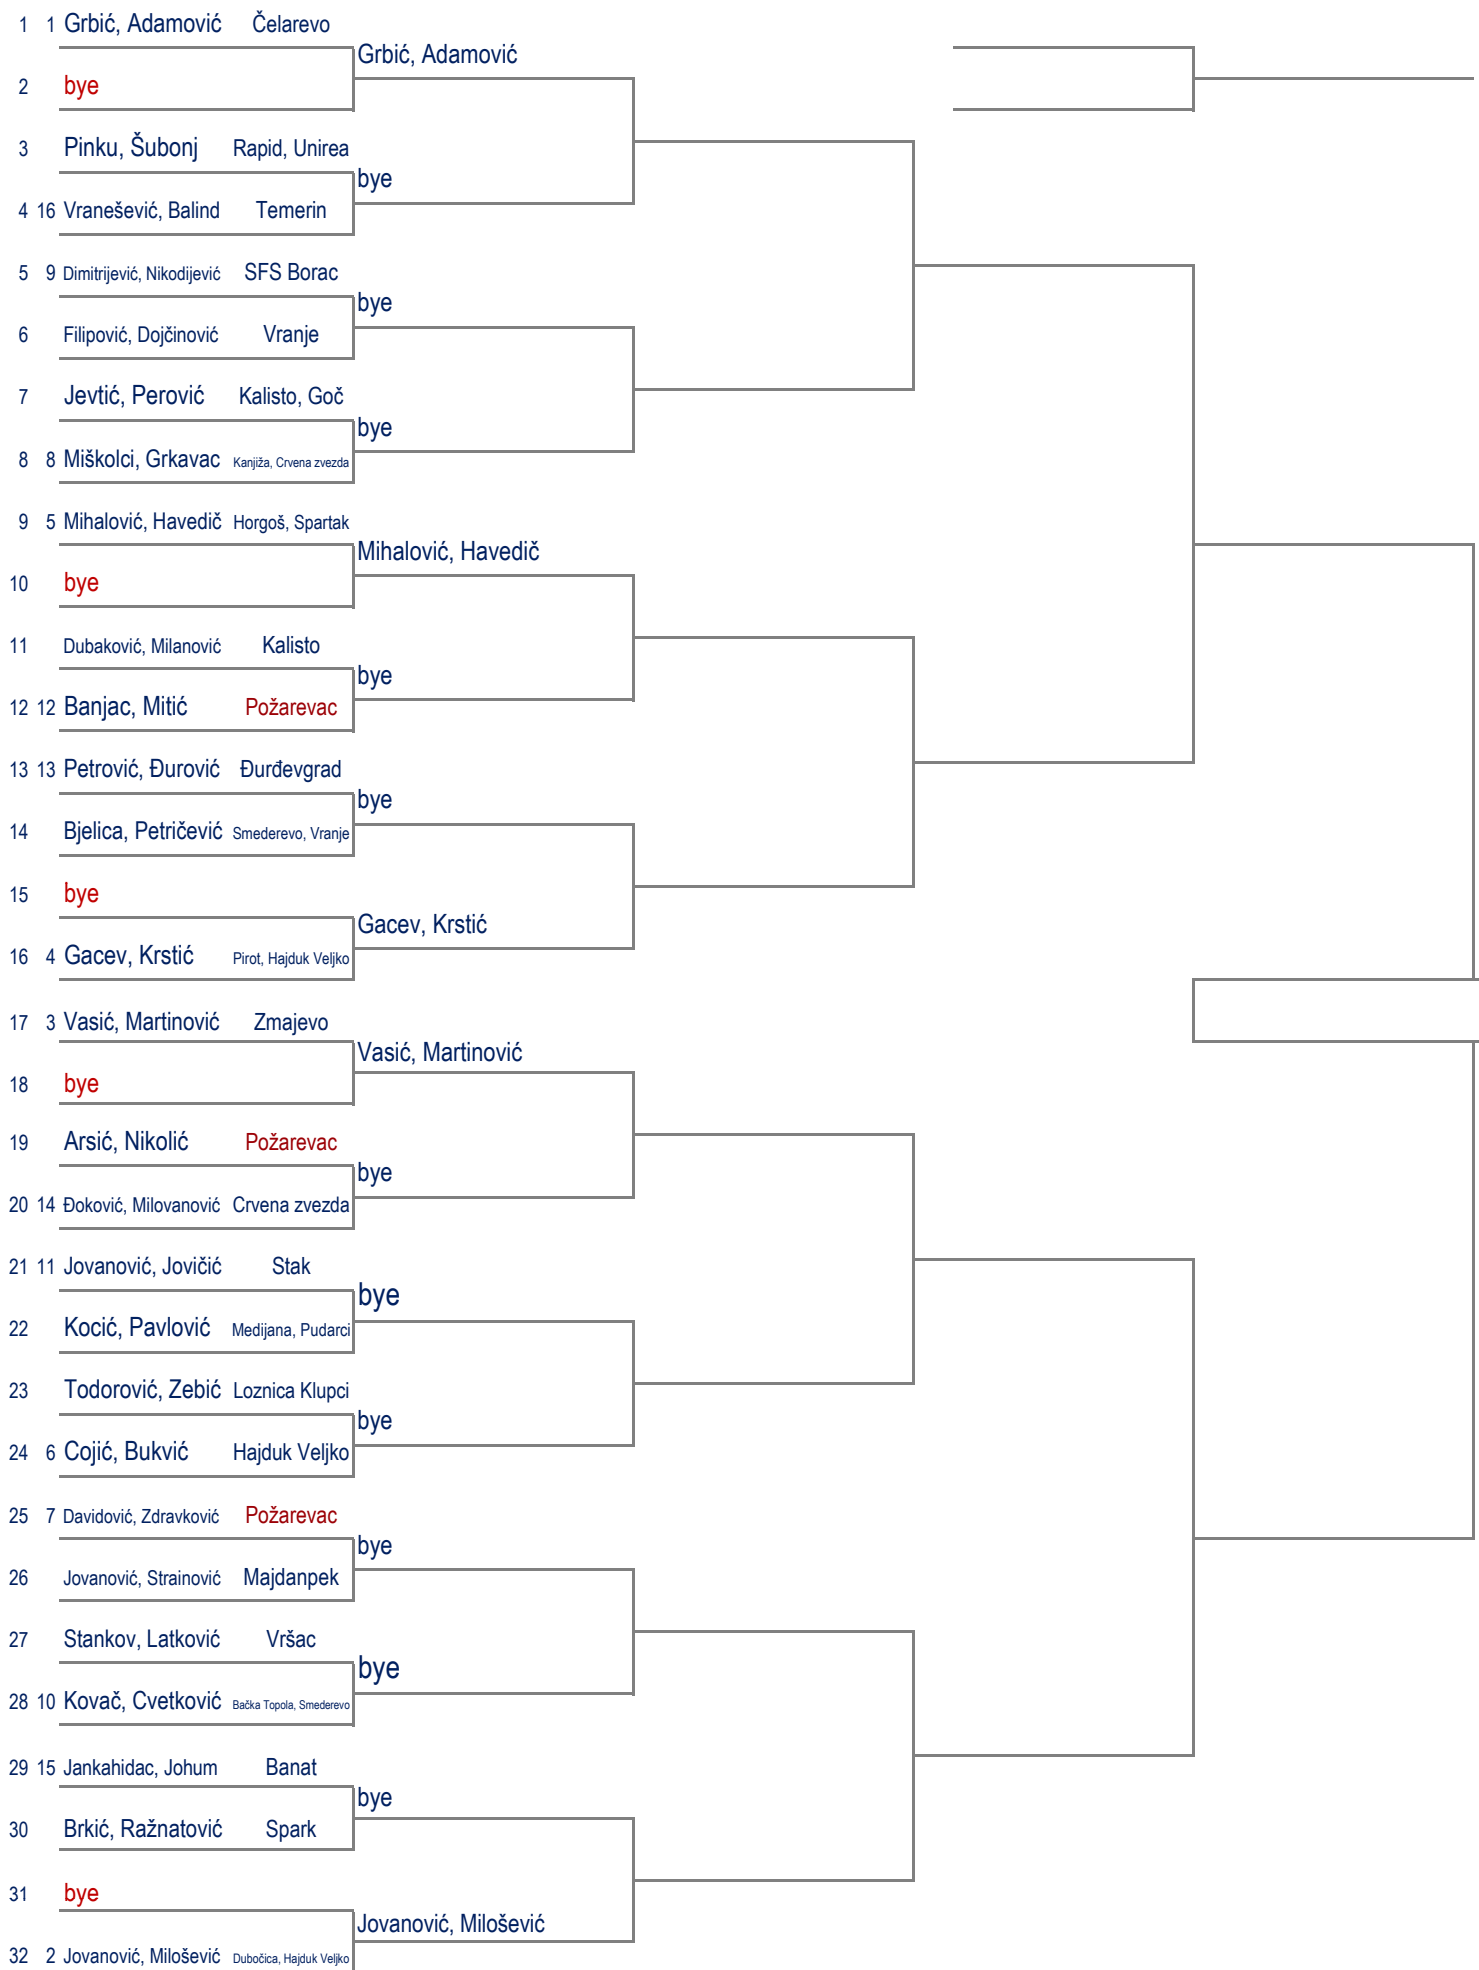 1 1 Grbić, Adamović Čelarevo
Grbić, Adamović
2 bye
3 Pinku, Šubonj Rapid, Unirea
bye
4 16 Vranešević, Balind Temerin
5 9 Dimitrijević, Nikodijević SFS Borac
bye
6 Filipović, Dojčinović Vranje
7 Jevtić, Perović Kalisto, Goč
bye
8 8 Miškolci, Grkavac Kanjiža, Crvena zvezda
9 5 Mihalović, Havedič Horgoš, Spartak
Mihalović, Havedič
10 bye
11 Dubaković, Milanović Kalisto
bye
12 12 Banjac, Mitić Požarevac
13 13 Petrović, Đurović Đurđevgrad
bye
14 Bjelica, Petričević Smederevo, Vranje
15 bye
Gacev, Krstić
16 4 Gacev, Krstić Pirot, Hajduk Veljko
17 3 Vasić, Martinović Zmajevo
Vasić, Martinović
18 bye
19 Arsić, Nikolić Požarevac
bye
20 14 Đoković, Milovanović Crvena zvezda
21 11 Jovanović, Jovičić Stak
bye
22 Kocić, Pavlović Medijana, Pudarci
23 Todorović, Zebić Loznica Klupci
bye
24 6 Cojić, Bukvić Hajduk Veljko
25 7 Davidović, Zdravković Požarevac
bye
26 Jovanović, Strainović Majdanpek
27 Stankov, Latković Vršac
bye
28 10 Kovač, Cvetković Bačka Topola, Smederevo
29 15 Jankahidac, Johum Banat
bye
30 Brkić, Ražnatović Spark
31 bye
Jovanović, Milošević
32 2 Jovanović, Milošević Dubočica, Hajduk Veljko